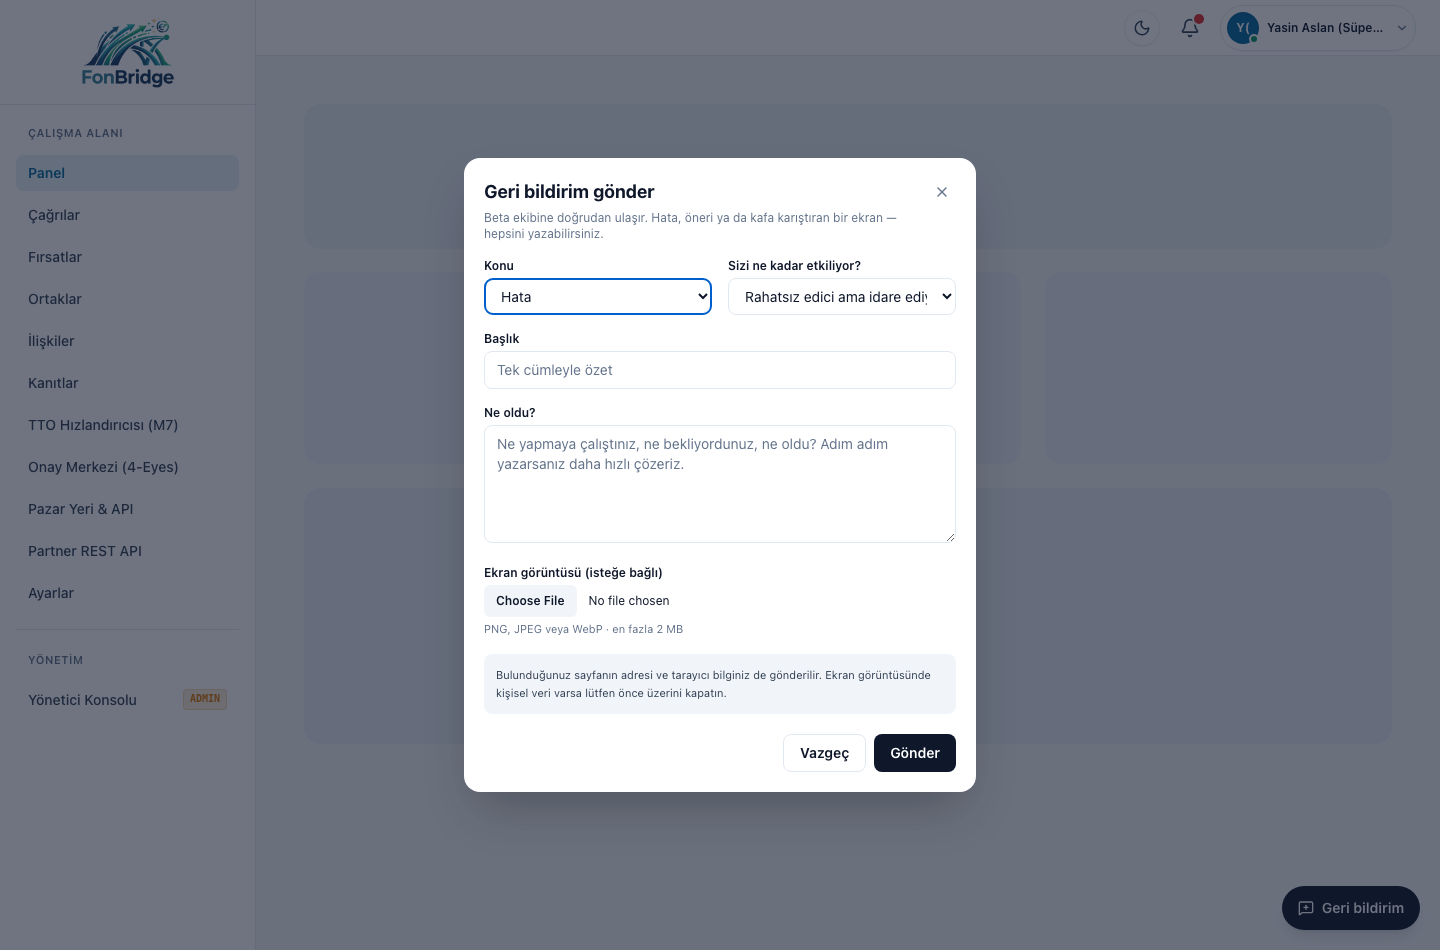 FonBridge
ÇALIŞMA ALANI
Panel
Çağrılar
Fırsatlar
Ortaklar
İlişkiler
Kanıtlar
TTO Hızlandırıcısı (M7)
Onay Merkezi (4-Eyes)
Pazar Yeri & API
Partner REST API
Ayarlar
YÖNETİM
Yönetici Konsolu
ADMIN
Y(
Yasin Aslan (Süpe...
Geri bildirim gönder
Beta ekibine doğrudan ulaşır. Hata, öneri ya da kafa karıştıran bir ekran —
hepsini yazabilirsiniz.
Konu
Hata
Sizi ne kadar etkiliyor?
Rahatsız edici ama idare ediy
Başlık
Tek cümleyle özet
Ne oldu?
Ne yapmaya çalıştınız, ne bekliyordunuz, ne oldu? Adım adım
yazarsanız daha hızlı çözeriz.
Ekran görüntüsü (isteğe bağlı)
Choose File No file chosen
PNG, JPEG veya WebP · en fazla 2 MB
Bulunduğunuz sayfanın adresi ve tarayıcı bilginiz de gönderilir. Ekran görüntüsünde
kişisel veri varsa lütfen önce üzerini kapatın.
Vazgeç
Gönder
Geri bildirim